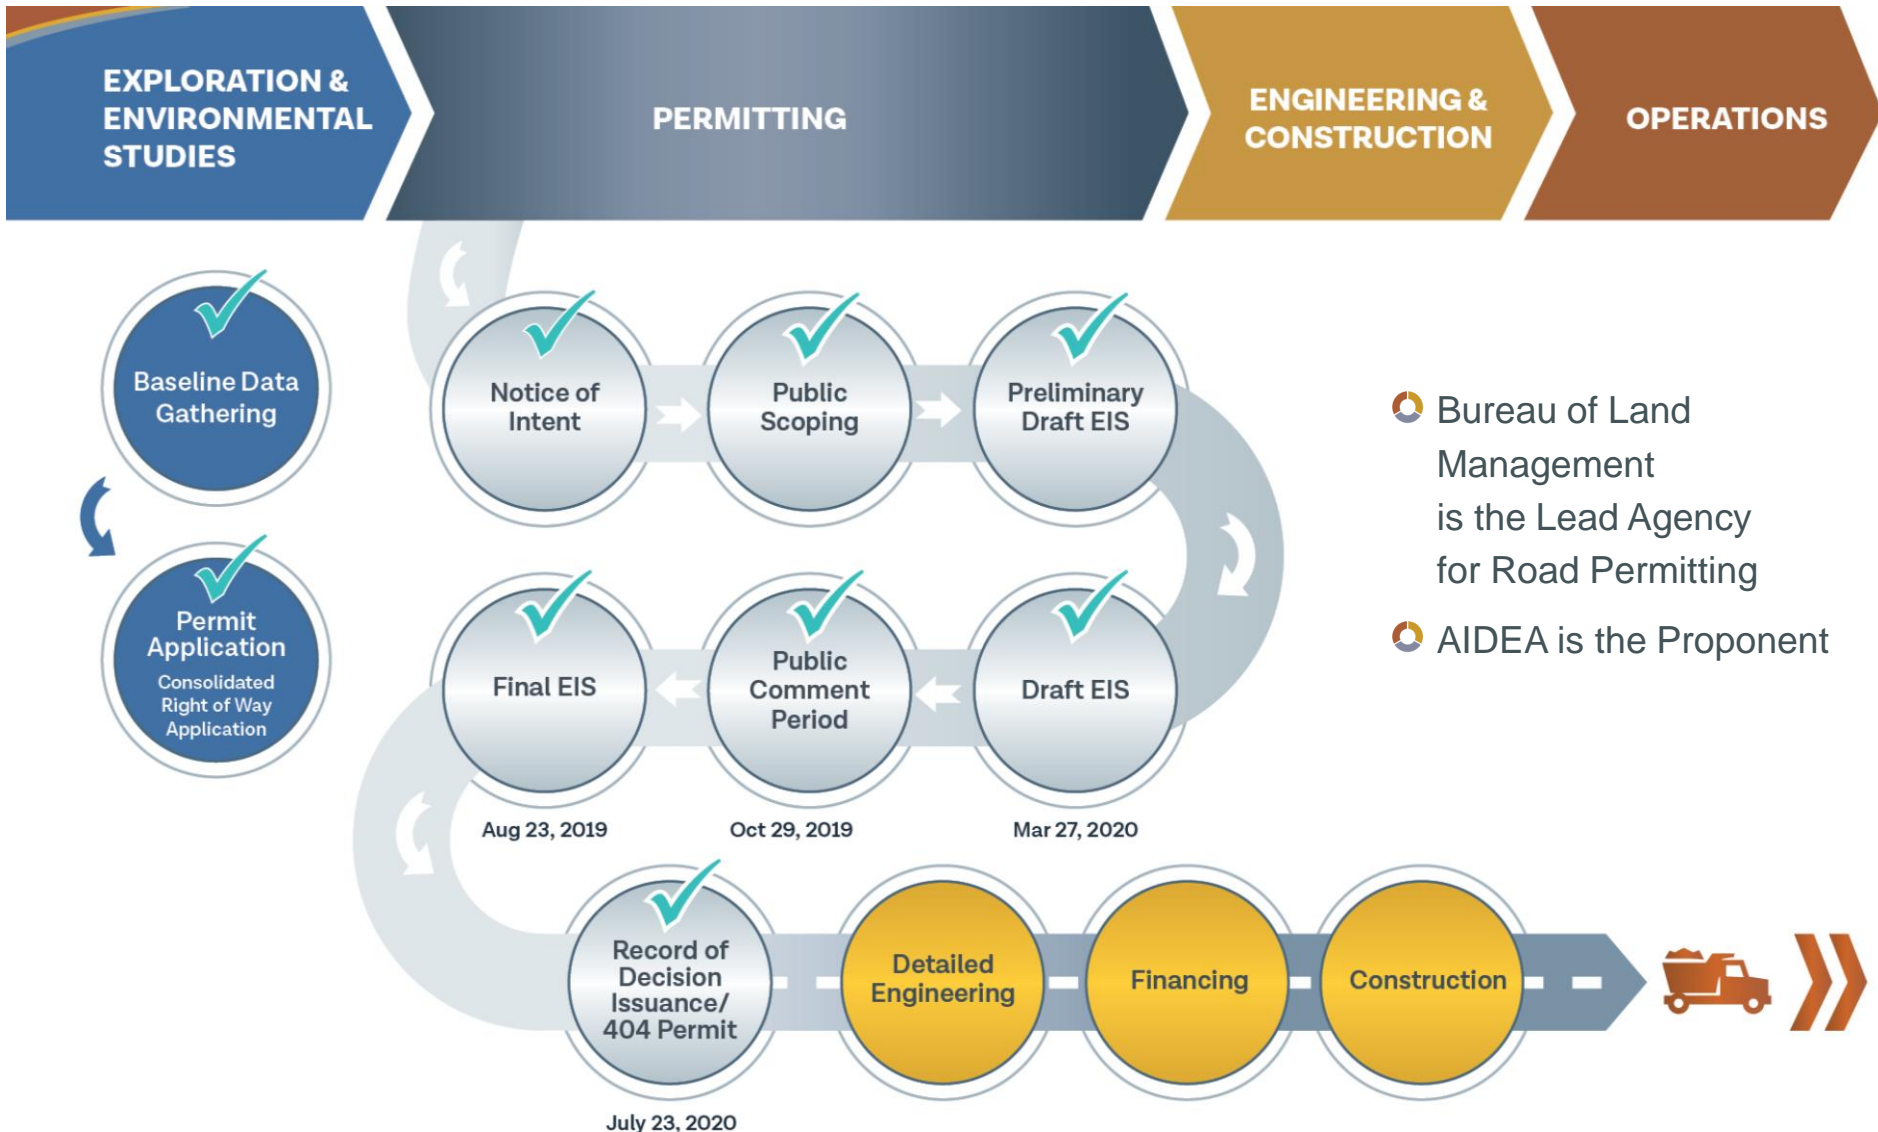 EXPLORATION &
ENVIRONMENTAL
STUDIES
PERMITTING
ENGINEERING &
CONSTRUCTION
OPERATIONS
Baseline Data
Gathering
Permit
Application
Consolidated
Right of Way
Application
Notice of
Intent
Public
Scoping
Preliminary
Draft EIS
Final EIS
Public
Comment
Period
Draft EIS
Aug 23, 2019
Oct 29, 2019
Mar 27, 2020
Record of
Decision
Issuance/
404 Permit
July 23, 2020
Detailed
Engineering
Financing
Construction
Bureau of Land
Management
is the Lead Agency
for Road Permitting
AIDEA is the Proponent